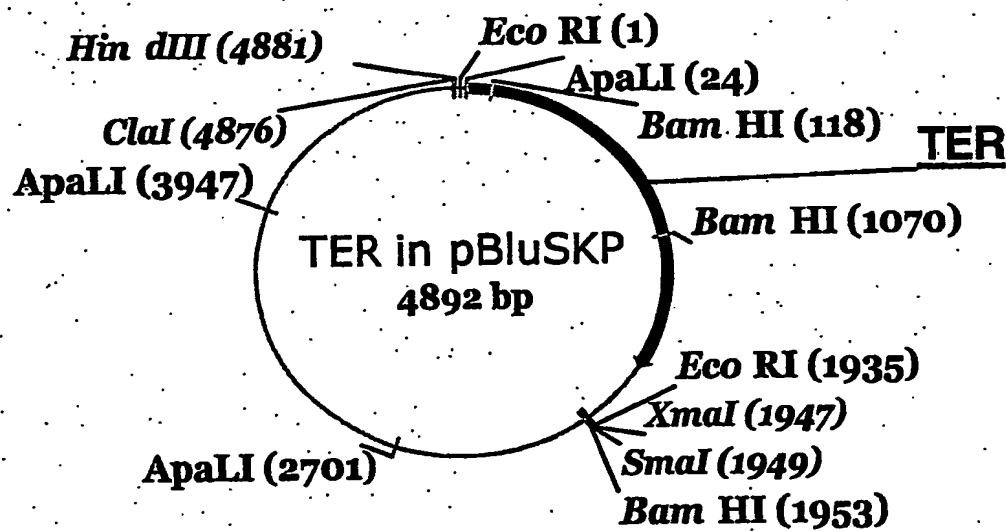 Hin dIII (4881)
Eco RI (1)
ApaLI (24)
ClaI (4876)
Bam HI (118)
TER
ApaLI (3947)
Bam HI (1070)
TER in pBluSKP
4892 bp
Eco RI (1935)
XmaI (1947)
SmaI (1949)
ApaLI (2701)
Bam HI (1953)